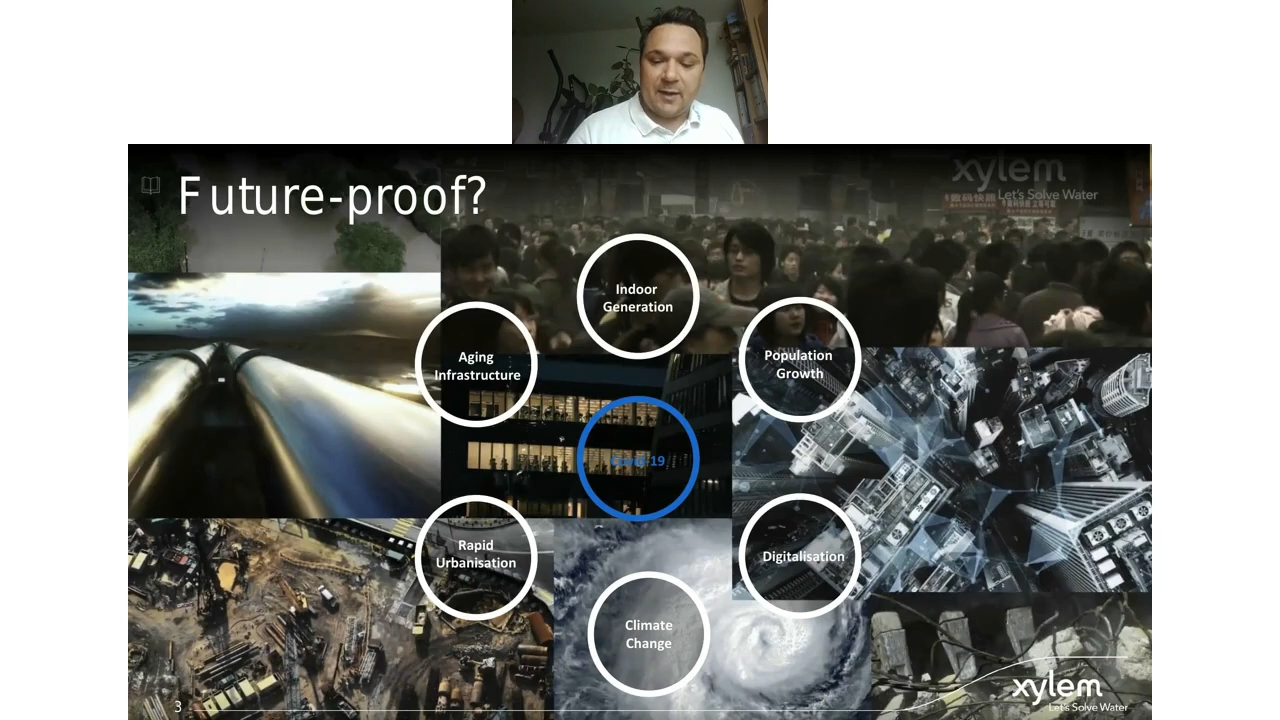 Future-proof?
xylem
Let's Solve Water
Indoor
Generation
Aging
Infrastructure
Population
Growth
Covid-19
Rapid
Urbanisation
Digitalisation
Climate
Change
3
xylem
Let's Solve Water